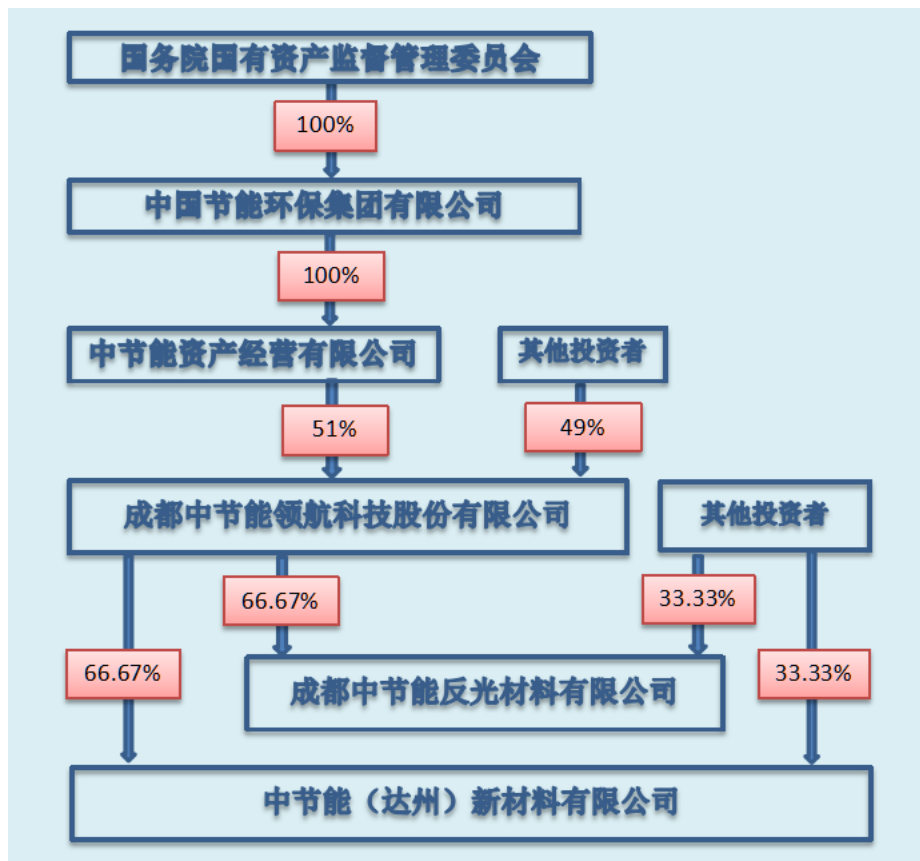 国务院国有资产监督管理委员会
100%
中国节能环保集团有限公司
100%
中节能资产经营有限公司
其他投资者
51%
49%
成都中节能领航科技股份有限公司
其他投资者
66.67%
33.33%
66.67%
33.33%
成都中节能反光材料有限公司
中节能（达州）新材料有限公司